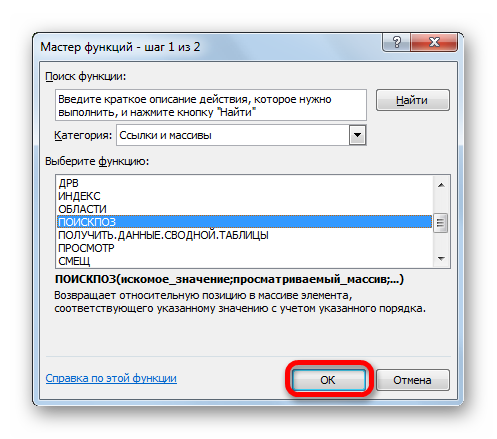 Мастер функций - шаг 1 из 2
Поиск функции:
Введите краткое описание действия, которое нужно
выполнить, и нажмите кнопку "Найти"
Найти
Категория: Ссылки и массивы
Выберите функцию:
ДРВ
ИНДЕКС
ОБЛАСТИ
ПОИСКПОЗ
ПОЛУЧИТЬ.ДАННЫЕ.СВОДНОЙ.ТАБЛИЦЫ
ПРОСМОТР
СМЕЩ
ПОИСКПОЗ(искомое_значение;просматриваемый_массив;...)
Возвращает относительную позицию в массиве элемента,
соответствующего указанному значению с учетом указанного порядка.
Справка по этой функции
ОК
Отмена